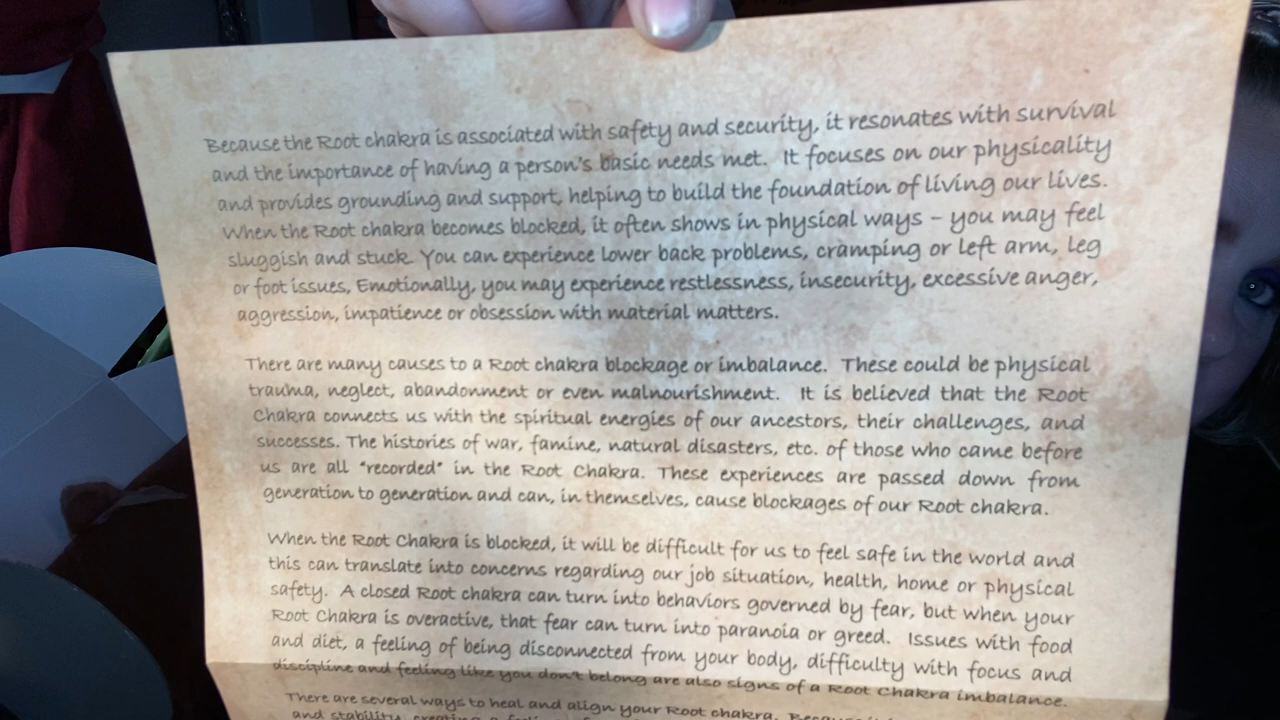 Because the Root chakra is associated with safety and security, it resonates with survival
and the importance of having a person's basic needs met. It focuses on our physicality
and provides grounding and support, helping to build the foundation of living our lives.
When the Root chakra becomes blocked, it often shows in physical ways – you may feel
sluggish and stuck. You can experience lower back problems, cramping or left arm, leg
or foot issues, Emotionally, you may experience restlessness, insecurity, excessive anger,
aggression, impatience or obsession with material matters.
There are many causes to a Root chakra blockage or imbalance. These could be physical
trauma, neglect, abandonment or even malnourishment. It is believed that the Root
Chakra connects us with the spiritual energies of our ancestors, their challenges, and
successes. The histories of war, famine, natural disasters, etc. of those who came before
us are all "recorded" in the Root Chakra. These experiences are passed down from
generation to generation and can, in themselves, cause blockages of our Root chakra.
When the Root Chakra is blocked, it will be difficult for us to feel safe in the world and
this can translate into concerns regarding our job situation, health, home or physical
safety. A closed Root chakra can turn into behaviors governed by fear, but when your
Root Chakra is overactive, that fear can turn into paranoia or greed. Issues with food
and diet, a feeling of being disconnected from your body, difficulty with focus and
discipline and feeling like you don't belong are also signs of a Root Chakra imbalance.
There are several ways to heal and align your Root chakra.
and stability, creating a